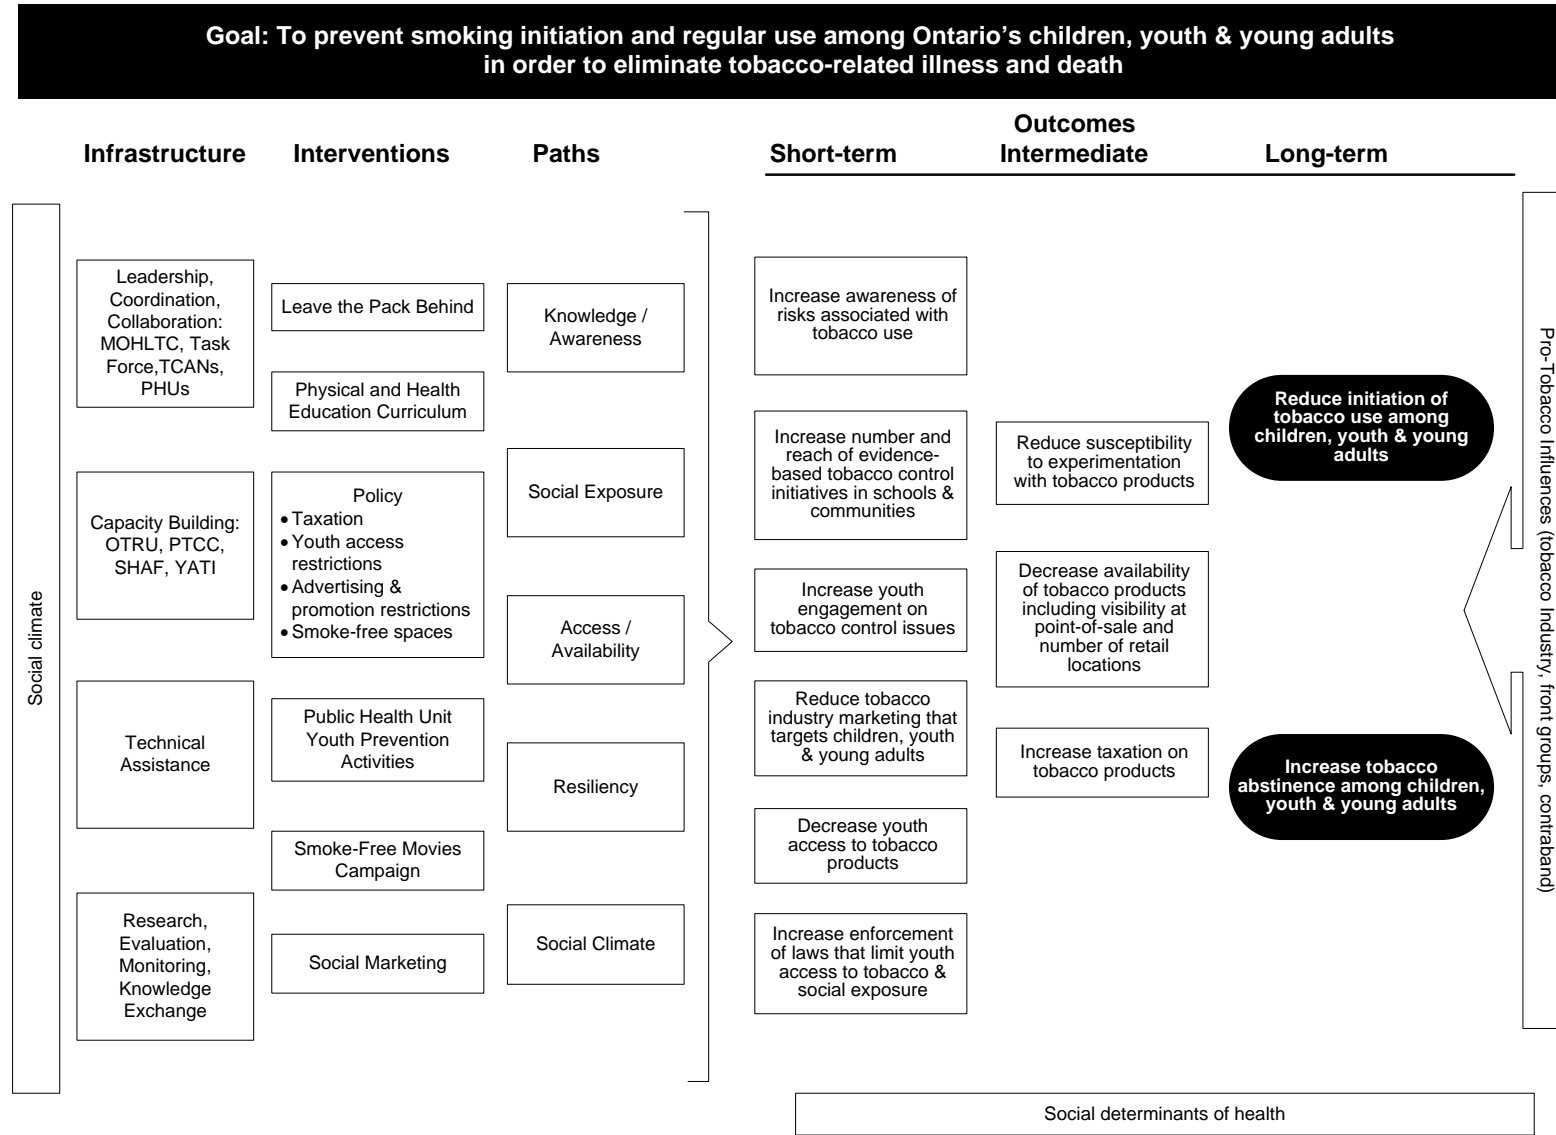 Goal: To prevent smoking initiation and regular use among Ontario’s children, youth & young adults
in order to eliminate tobacco-related illness and death
Infrastructure
Interventions
Paths
Outcomes
Short-term
Intermediate
Long-term
Social climate
Leadership,
Coordination,
Collaboration:
MOHLTC, Task
Force,TCANs,
PHUs
Capacity Building:
OTRU, PTCC,
SHAF, YATI
Technical
Assistance
Research,
Evaluation,
Monitoring,
Knowledge
Exchange
Leave the Pack Behind
Physical and Health
Education Curriculum
Policy
• Taxation
• Youth access
restrictions
• Advertising &
promotion restrictions
• Smoke-free spaces
Public Health Unit
Youth Prevention
Activities
Smoke-Free Movies
Campaign
Social Marketing
Knowledge /
Awareness
Social Exposure
Access /
Availability
Resiliency
Social Climate
Increase awareness of
risks associated with
tobacco use
Increase number and
reach of evidence-
based tobacco control
initiatives in schools &
communities
Increase youth
engagement on
tobacco control issues
Reduce tobacco
industry marketing that
targets children, youth
& young adults
Decrease youth
access to tobacco
products
Increase enforcement
of laws that limit youth
access to tobacco &
social exposure
Reduce susceptibility
to experimentation
with tobacco products
Decrease availability
of tobacco products
including visibility at
point-of-sale and
number of retail
locations
Increase taxation on
tobacco products
Reduce initiation of
tobacco use among
children, youth & young
adults
Increase tobacco
abstinence among children,
youth & young adults
Pro-Tobacco Influences (tobacco Industry, front groups, contraband)
Social determinants of health